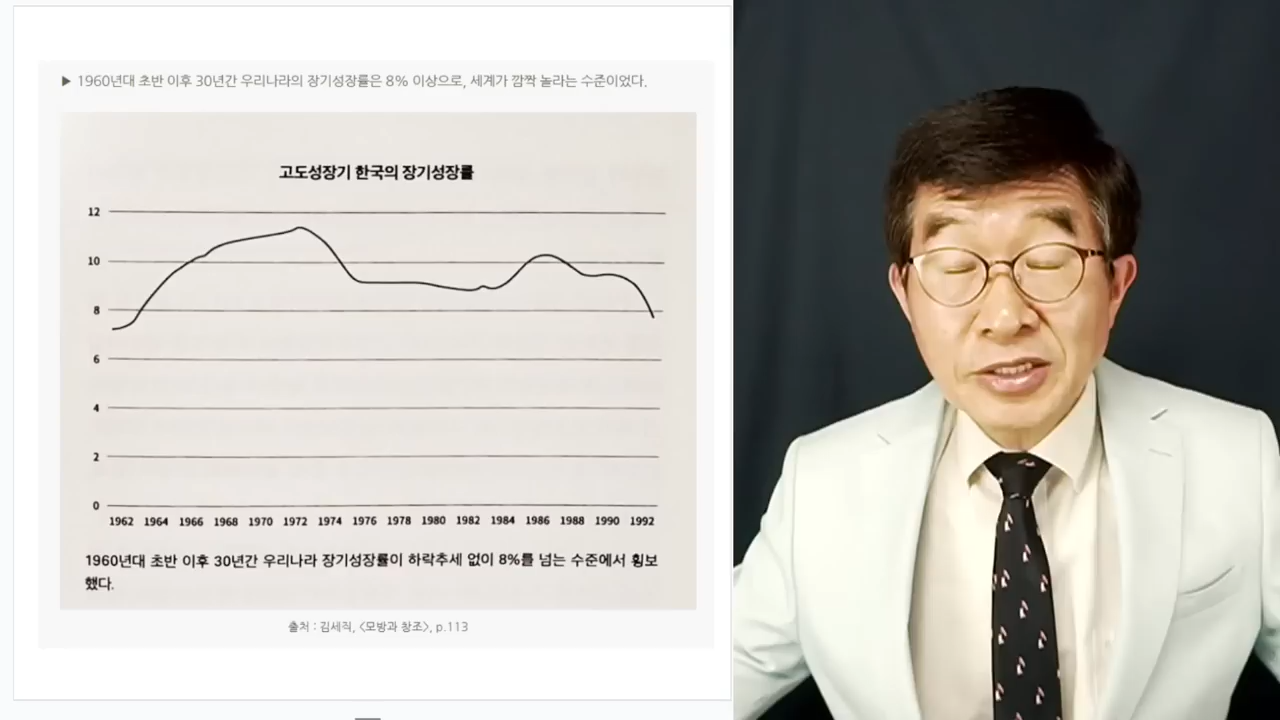 ▶ 1960년대 초반 이후 30년간 우리나라의 장기성장률은 8% 이상으로, 세계가 깜짝 놀라는 수준이었다.
고도성장기 한국의 장기성장률
12
10
8
6
4
2
0
1962 1964 1966 1968 1970 1972 1974 1976 1978 1980 1982 1984 1986 1988 1990 1992
1960년대 초반 이후 30년간 우리나라 장기성장률이 하락추세 없이 8%를 넘는 수준에서 횡보
했다.
출처 : 김세직, <모방과 창조>, p.113